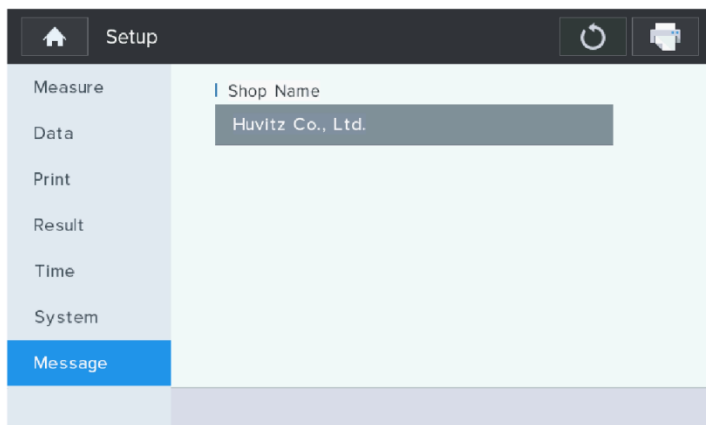 Setup
Measure
Data
Print
Result
Time
System
Message
Shop Name
Huvitz Co., Ltd.